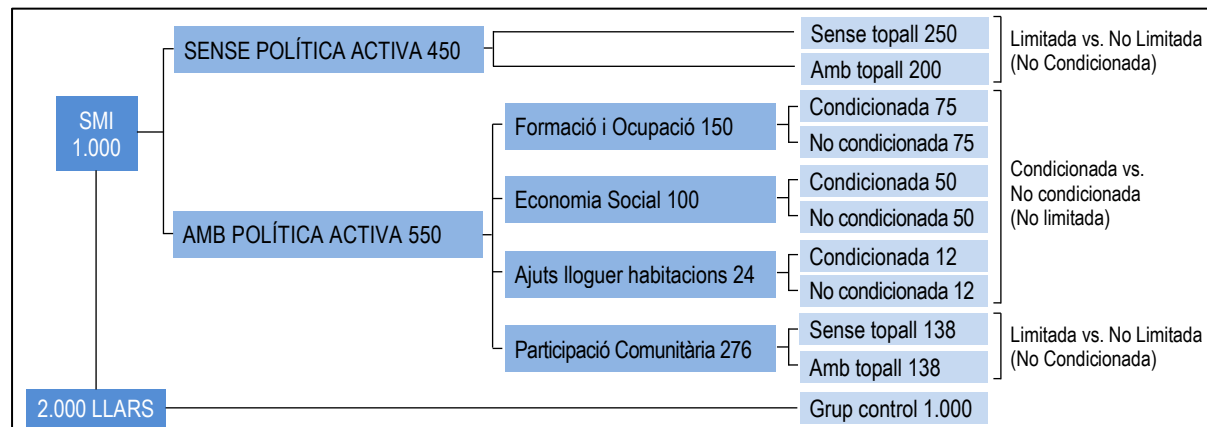 SENSE POLÍTICA ACTIVA 450
Sense topall 250
Amb topall 200
Limitada vs. No Limitada
(No Condicionada)
SMI
1.000
AMB POLÍTICA ACTIVA 550
Formació i Ocupació 150
Condicionada 75
No condicionada 75
Economia Social 100
Condicionada 50
No condicionada 50
Ajuts lloguer habitacions 24
Condicionada 12
No condicionada 12
Condicionada vs.
No condicionada
(No limitada)
Participació Comunitària 276
Sense topall 138
Amb topall 138
Limitada vs. No Limitada
(No Condicionada)
2.000 LLARS
Grup control 1.000